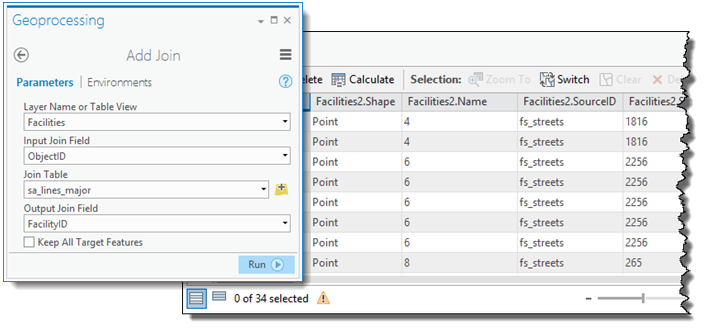 Geoprocessing
Add Join
Parameters | Environments
Layer Name or Table View
Facilities
Input Join Field
ObjectID
Join Table
sa_lines_major
Output Join Field
FacilityID
Keep All Target Features
Run
Calculate Selection: Zoom To Switch Clear
Facilities2.Shape Facilities2.Name Facilities2.SourceID
Point 4 fs_streets 1816
Point 4 fs_streets 1816
Point 6 fs_streets 2256
Point 6 fs_streets 2256
Point 6 fs_streets 2256
Point 6 fs_streets 2256
Point 6 fs_streets 2256
Point 8 fs_streets 265
0 of 34 selected